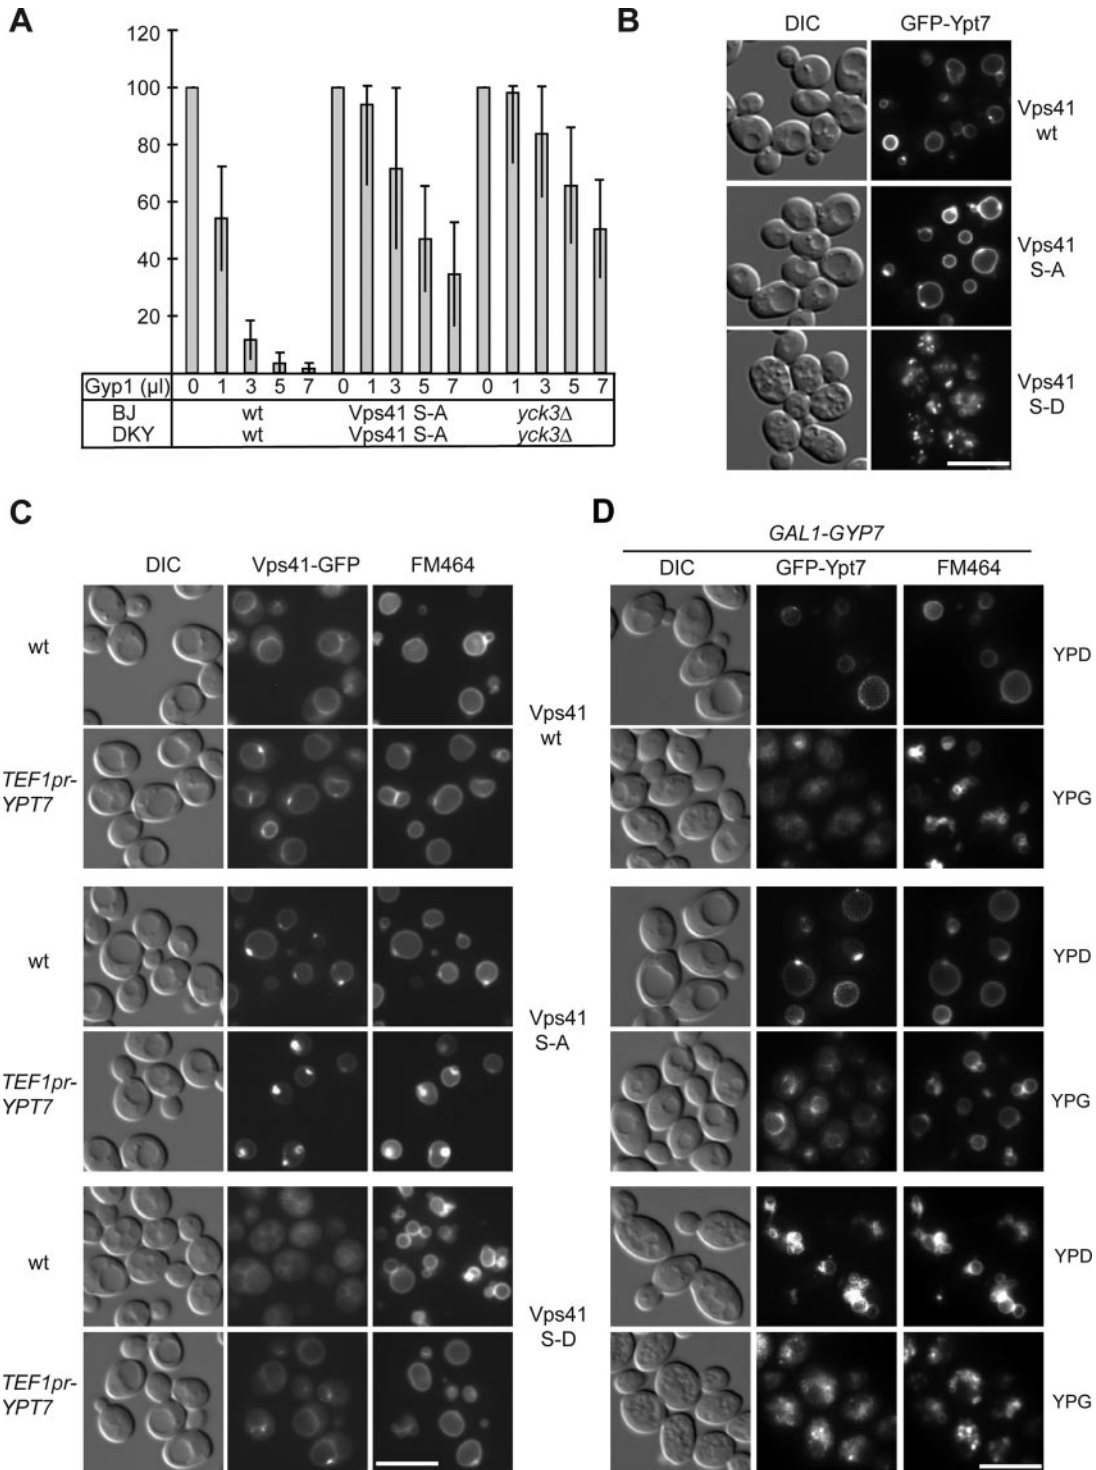 A
120
100
80
60
40
20
Gyp1 (µl) 0 1 3 5 7 0 1 3 5 7 0 1 3 5 7
BJ wt Vps41 S-A yck3Δ
DKY wt Vps41 S-A yck3Δ
B
DIC GFP-Ypt7
Vps41
wt
Vps41
S-A
Vps41
S-D
C
DIC Vps41-GFP FM464
wt
TEF1pr-
YPT7
Vps41
wt
wt
TEF1pr-
YPT7
Vps41
S-A
wt
TEF1pr-
YPT7
Vps41
S-D
D
GAL1-GYP7
DIC GFP-Ypt7 FM464
YPD
YPG
YPD
YPG
YPD
YPG